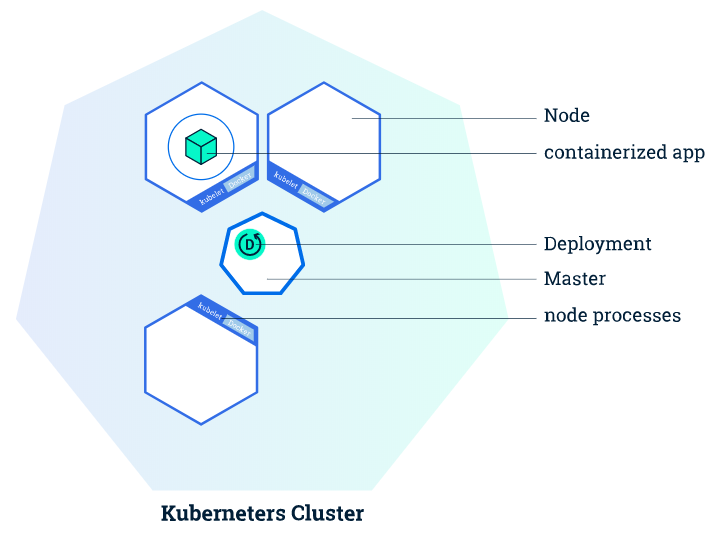 Node
containerized app
kubelet Docker
kubelet Docker
Deployment
D
Master
node processes
kubelet Docker
Kuberneters Cluster